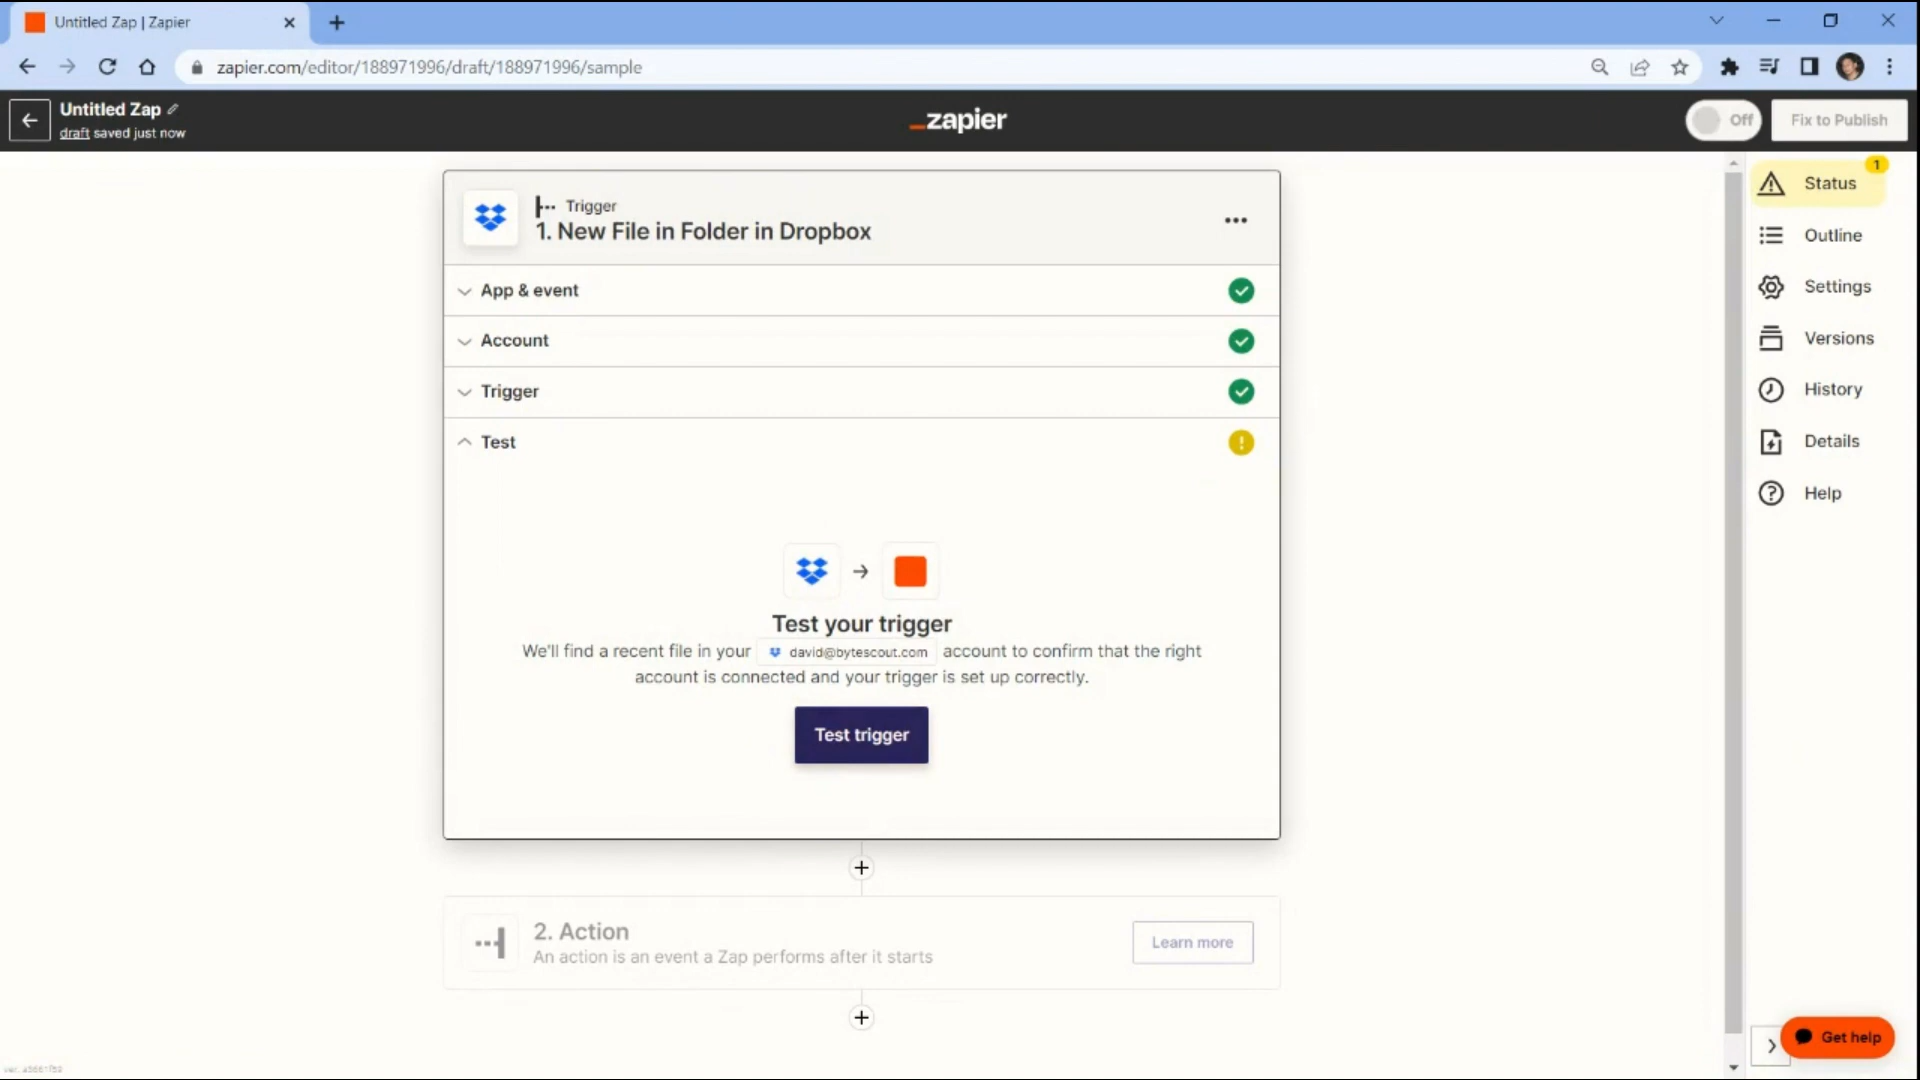 Untitled Zap | Zapier
zapier.com/editor/188971996/draft/188971996/sample
Untitled Zap
draft saved just now
_zapier
Off
Fix to Publish
Trigger
1. New File in Folder in Dropbox
App & event
Account
Trigger
Test
Test your trigger
We'll find a recent file in your david@bytescout.com account to confirm that the right
account is connected and your trigger is set up correctly.
Test trigger
2. Action
An action is an event a Zap performs after it starts
Learn more
1
Status
Outline
Settings
Versions
History
Details
Help
Get help